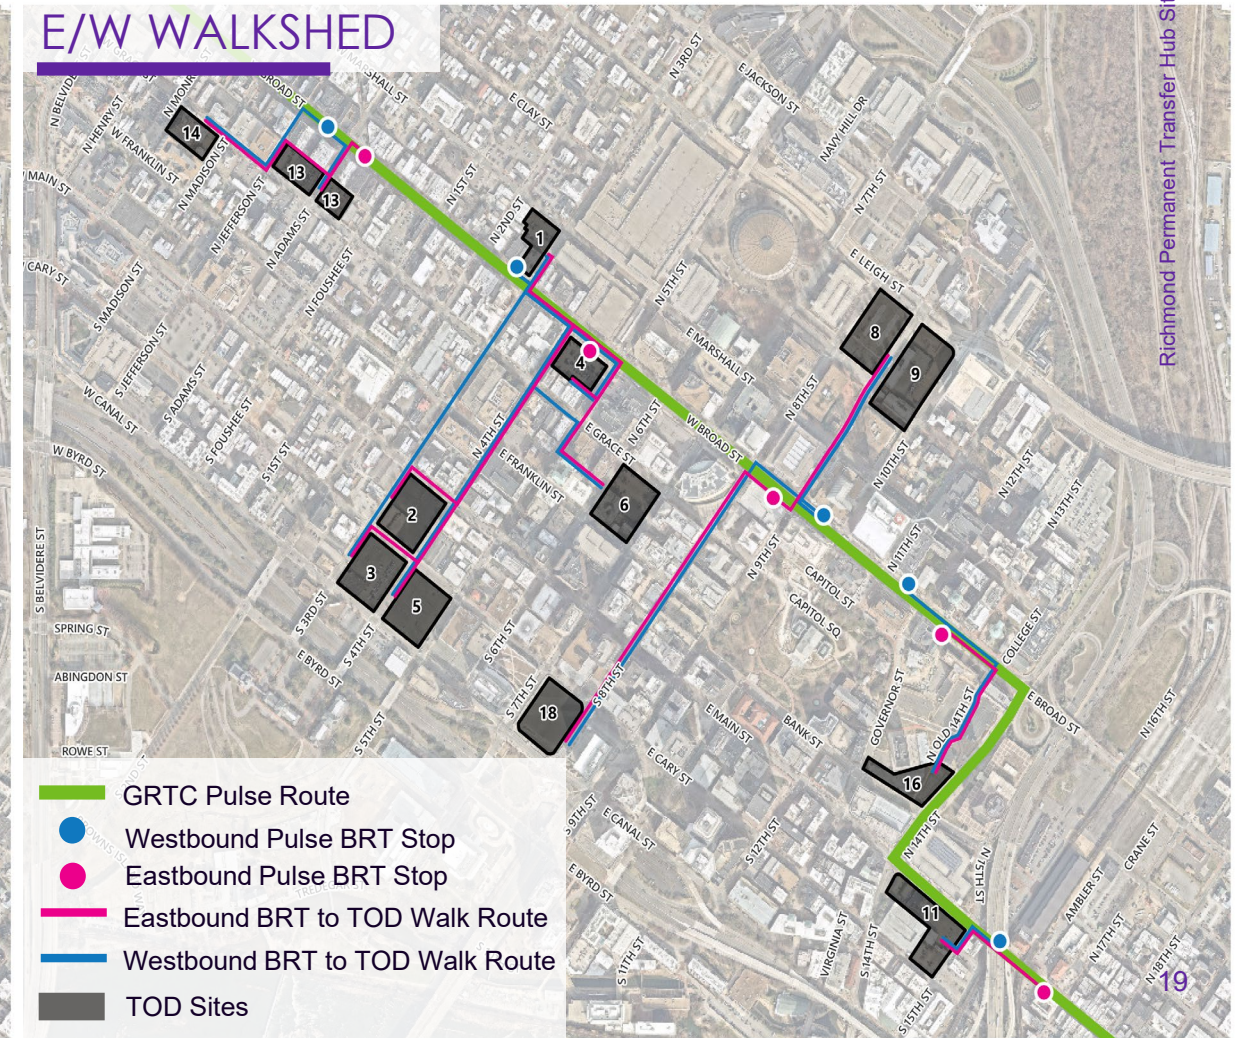 E/W WALKSHED
Richmond Permanent Transfer Hub Sit
N BELVIDE
N HENRY ST
N MONR
W FRANKLIN ST
N MADISON ST
N JEFFERSON ST
N ADAMS ST
N FOUSHEE ST
BROAD ST
MARSHALL ST
E CLAY ST
N 1ST ST
N 2ND ST
N 3RD ST
E JACKSON ST
NAVY HILL DR
N 7TH ST
E LEIGH ST
N 5TH ST
E MARSHALL ST
N 8TH ST
W MAIN ST
W CARY ST
S MADISON ST
S JEFFERSON ST
S ADAMS ST
S FOUSHEE ST
S 1ST ST
W CANAL ST
W BYRD ST
S BELVIDERE ST
SPRING ST
ABINGDON ST
ROWE ST
N 4TH ST
E FRANKLIN ST
E GRACE ST
N 6TH ST
W BROAD ST
N 9TH ST
N 10TH ST
N 11TH ST
N 12TH ST
N 13TH ST
CAPITOL ST
CAPITOL SQ
COLLEGE ST
E BROAD ST
N 16TH ST
GOVERNOR ST
N OLD 14TH ST
BANK ST
E MAIN ST
E CARY ST
S 3RD ST
S 4TH ST
E BYRD ST
S 5TH ST
S 6TH ST
S 7TH ST
S 8TH ST
S 9TH ST
E CANAL ST
E BYRD ST
S 11TH ST
S 12TH ST
VIRGINIA ST
S 14TH ST
S 15TH ST
N 14TH ST
N 15TH ST
AMBLER ST
CRANE ST
N 17TH ST
N 18TH ST
14
13
13
1
4
8
9
2
3
5
6
18
16
11
GRTC Pulse Route
Westbound Pulse BRT Stop
Eastbound Pulse BRT Stop
Eastbound BRT to TOD Walk Route
Westbound BRT to TOD Walk Route
TOD Sites
19